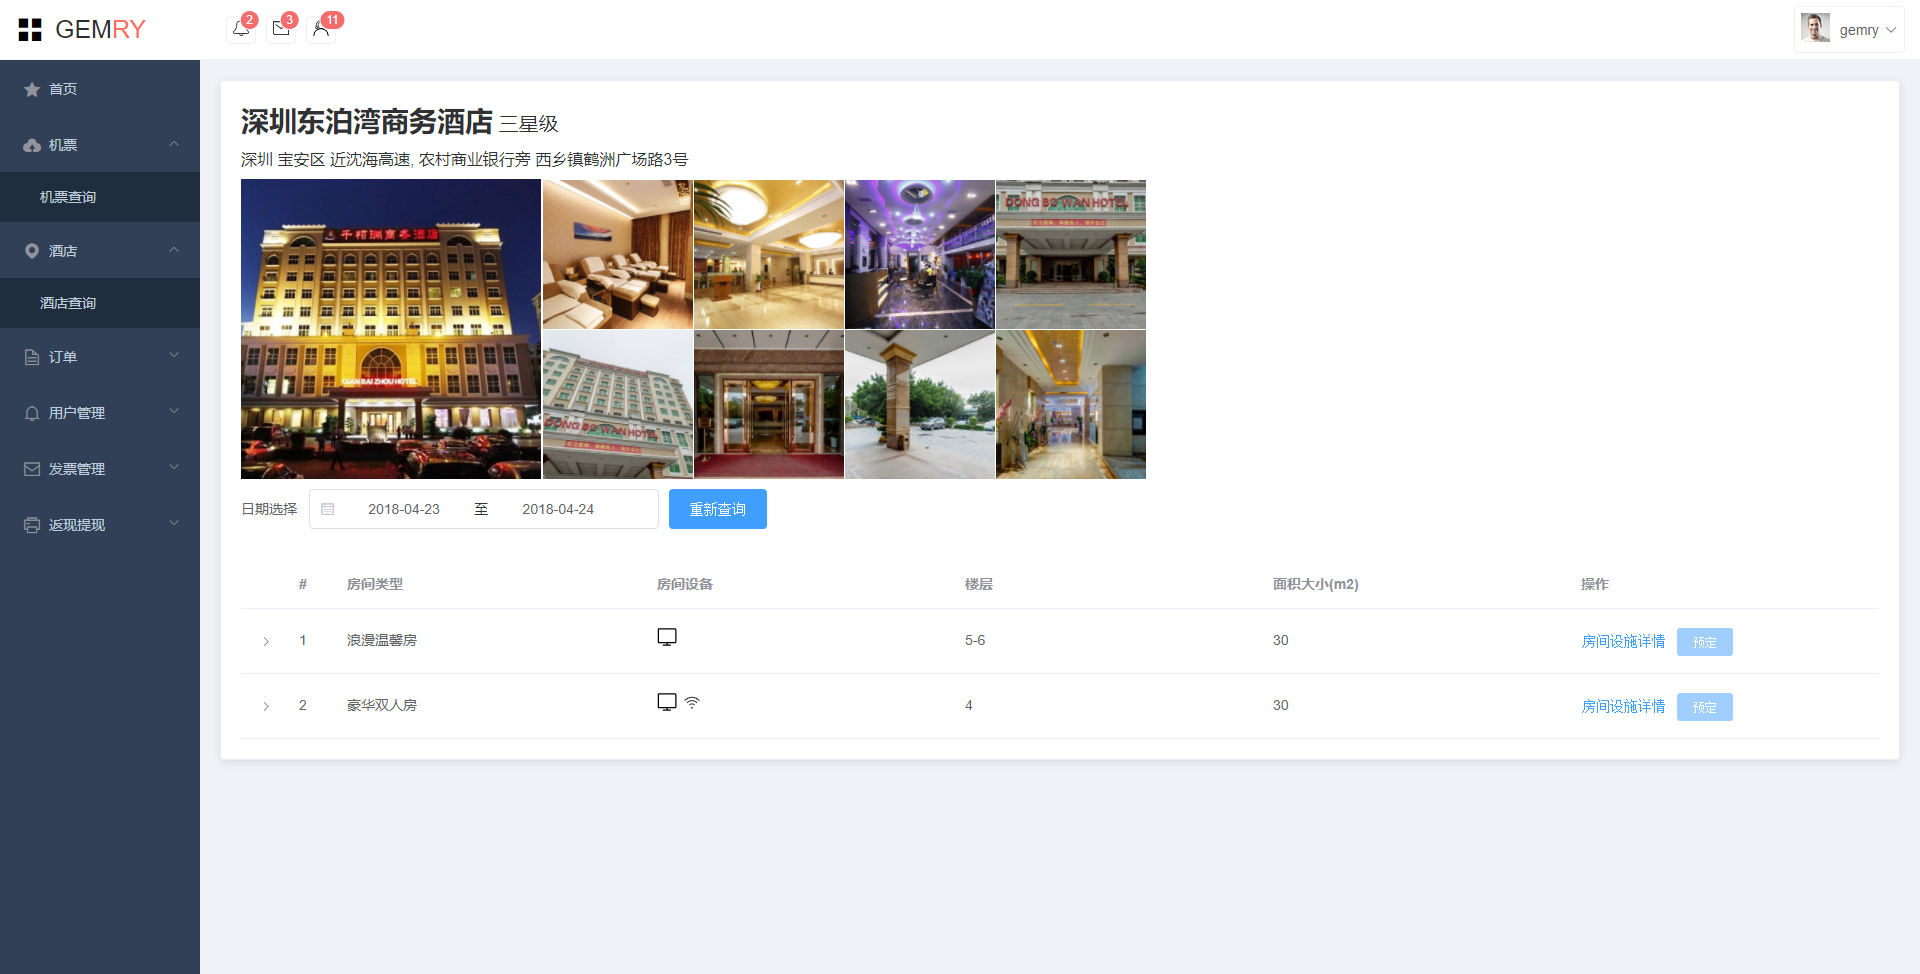 GEMRY
2
3
11
gemry
首页
机票
机票查询
酒店
酒店查询
订单
用户管理
发票管理
返现提现
深圳东泊湾商务酒店 三星级
深圳 宝安区 近沈海高速, 农村商业银行旁 西乡镇鹤洲广场路3号
千栢洲商务酒店
QIAN BAI ZHOU HOTEL
DONG BO WAN HOTEL
DONG BO WAN HOTEL
日期选择 2018-04-23 至 2018-04-24 重新查询
# 房间类型 房间设备 楼层 面积大小(m2) 操作
1 浪漫温馨房 5-6 30 房间设施详情 预定
2 豪华双人房 4 30 房间设施详情 预定